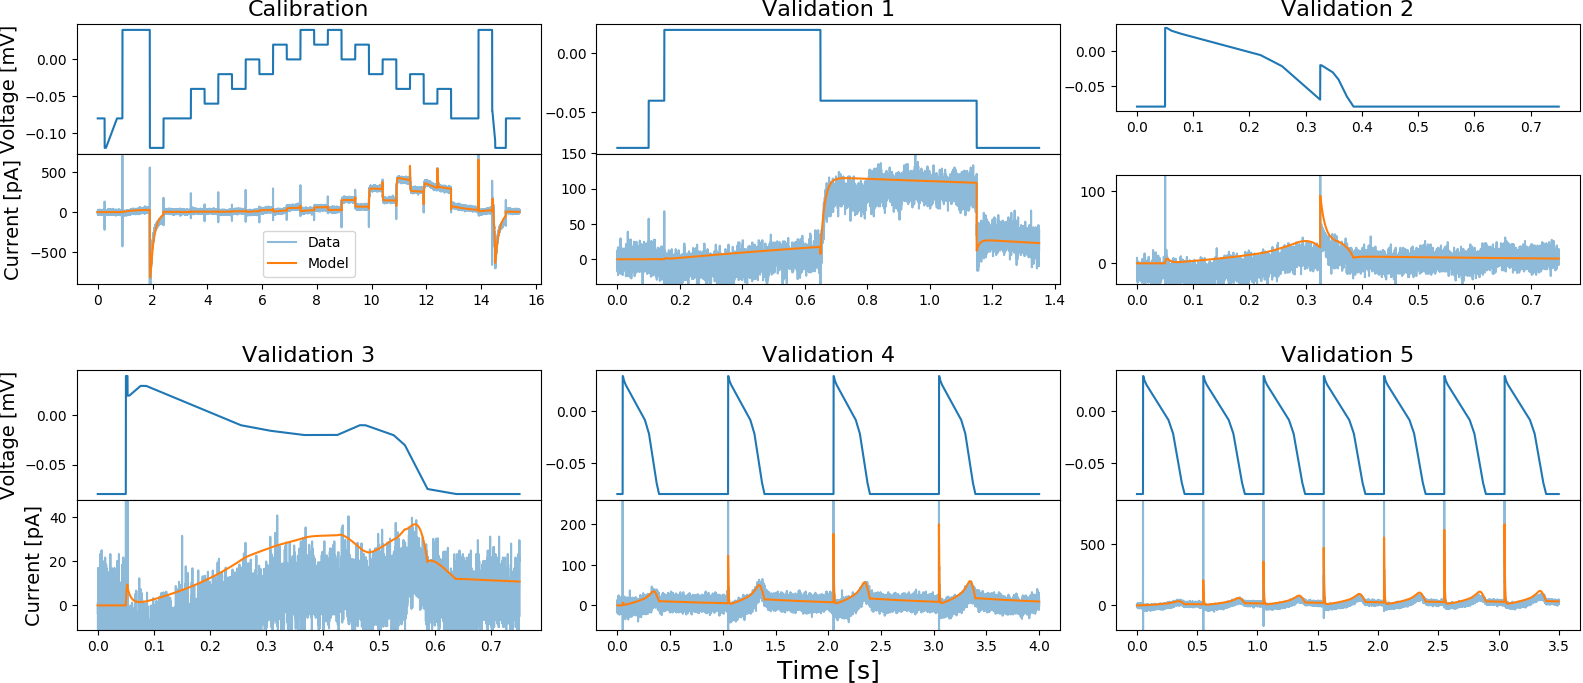 Calibration
Validation 1
Validation 2
Voltage [mV]
0.00
−0.05
−0.10
0.00
−0.05
0.00
−0.05
0.0 0.1 0.2 0.3 0.4 0.5 0.6 0.7
Current [pA]
500
0
−500
Data
Model
0 2 4 6 8 10 12 14 16
150
100
50
0
0.0 0.2 0.4 0.6 0.8 1.0 1.2 1.4
100
0
0.0 0.1 0.2 0.3 0.4 0.5 0.6 0.7
Validation 3
Validation 4
Validation 5
Voltage [mV]
0.00
−0.05
0.00
−0.05
0.00
−0.05
Current [pA]
40
20
0
0.0 0.1 0.2 0.3 0.4 0.5 0.6 0.7
200
100
0
0.0 0.5 1.0 1.5 2.0 2.5 3.0 3.5 4.0
500
0
0.0 0.5 1.0 1.5 2.0 2.5 3.0 3.5
Time [s]